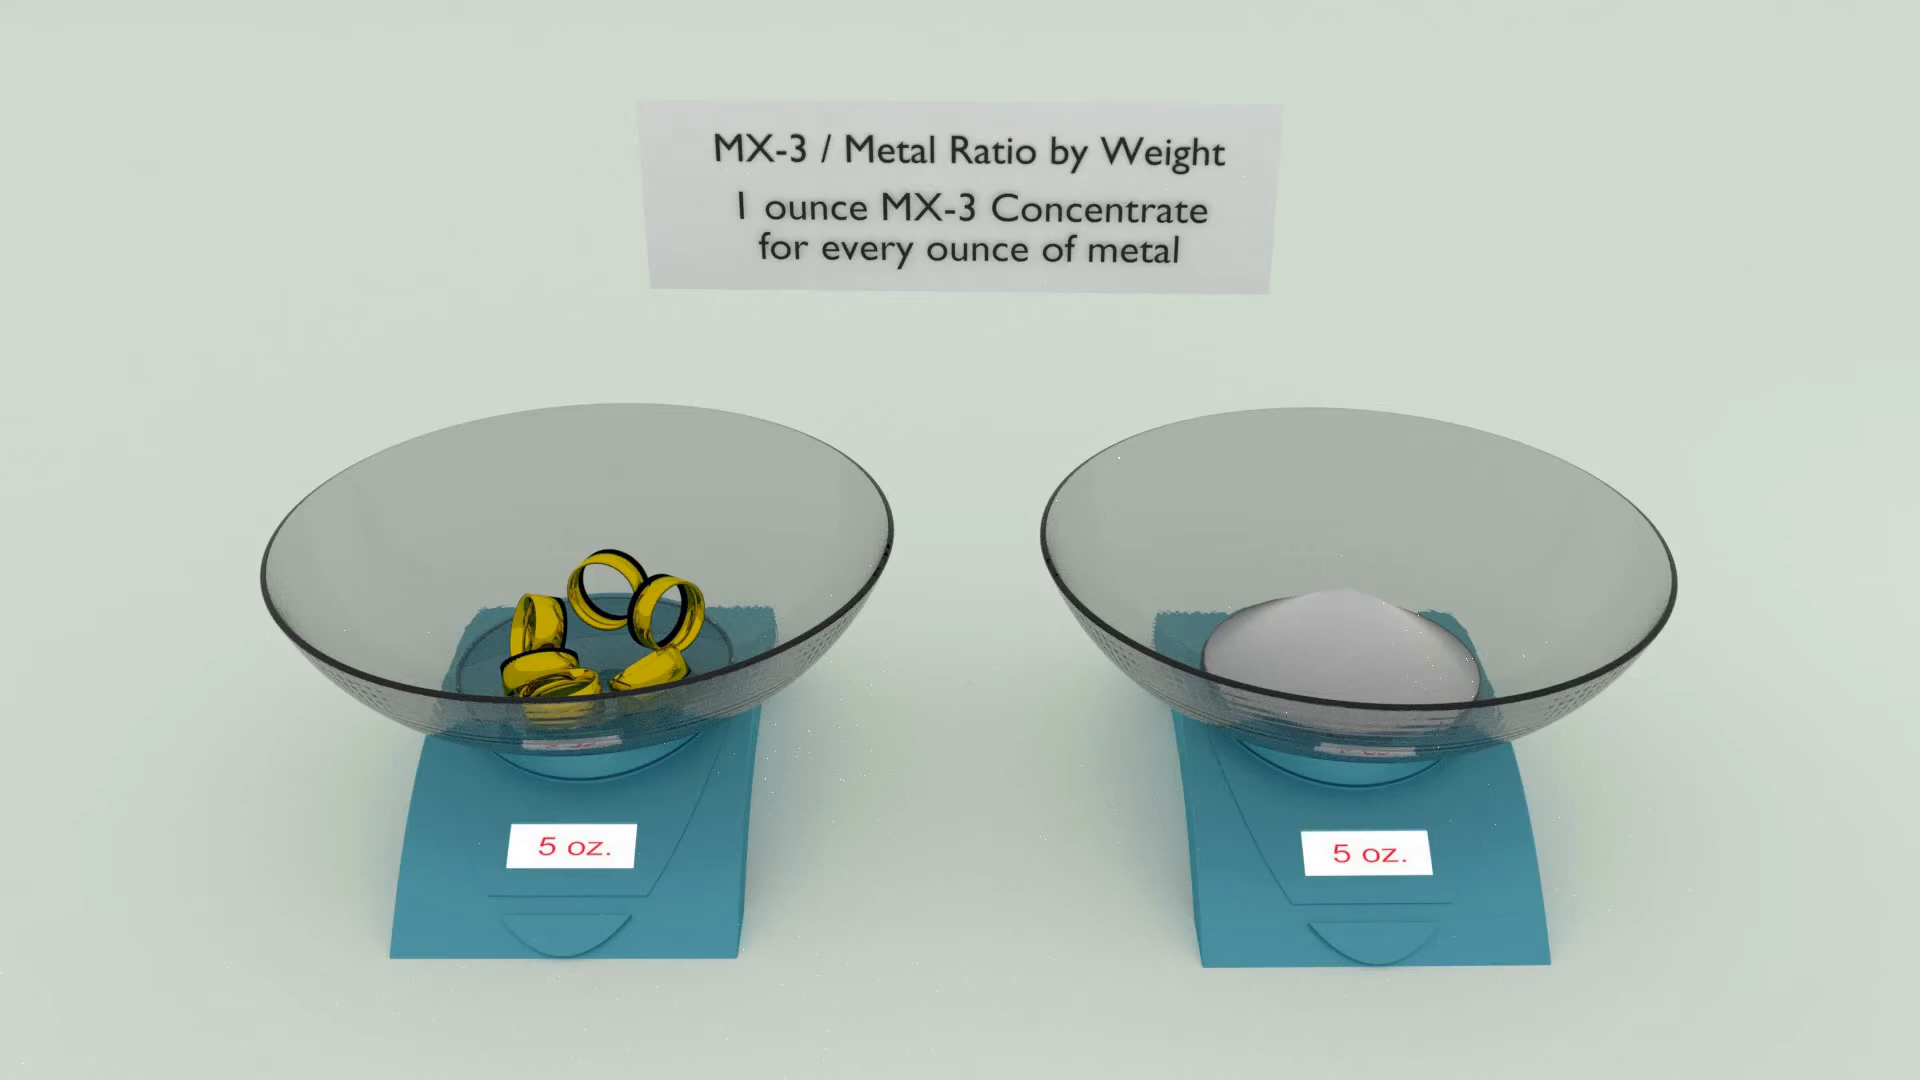 MX-3 / Metal Ratio by Weight
1 ounce MX-3 Concentrate
for every ounce of metal
5 oz.
5 oz.